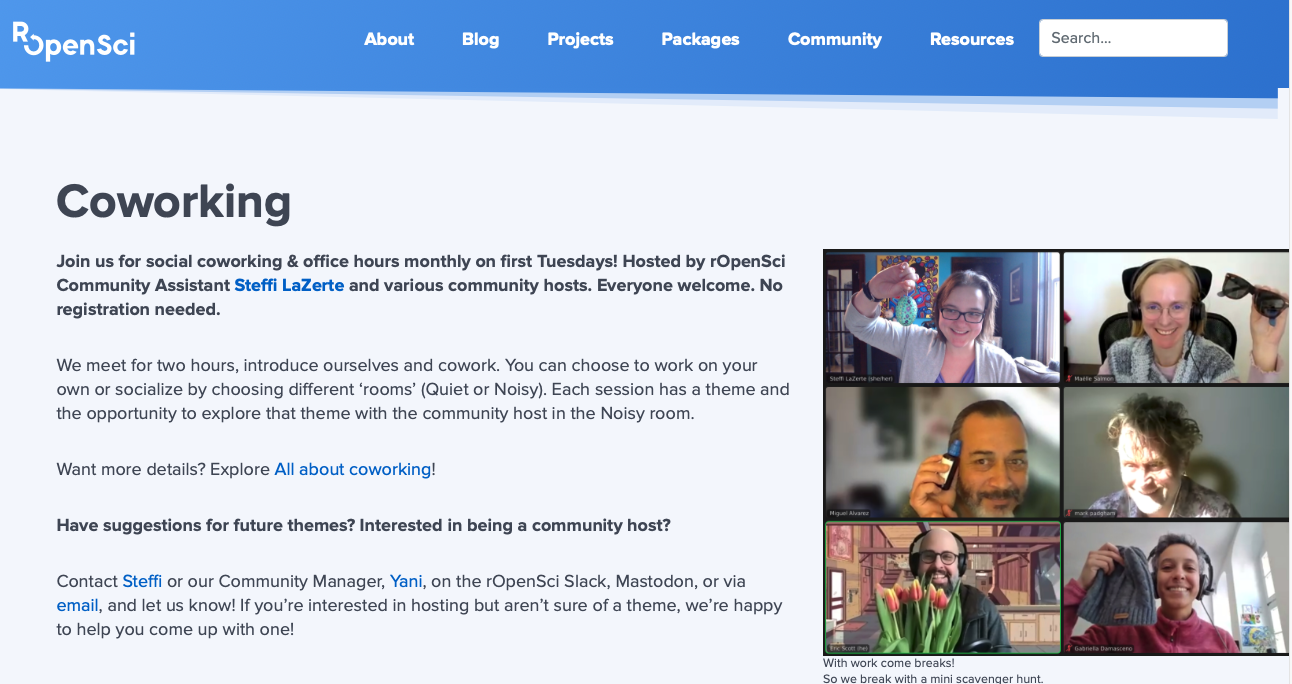 ROpenSci
About
Blog
Projects
Packages
Community
Resources
Search...
Coworking
Join us for social coworking & office hours monthly on first Tuesdays! Hosted by rOpenSci
Community Assistant Steffi LaZerte and various community hosts. Everyone welcome. No
registration needed.
We meet for two hours, introduce ourselves and cowork. You can choose to work on your
own or socialize by choosing different ‘rooms’ (Quiet or Noisy). Each session has a theme and
the opportunity to explore that theme with the community host in the Noisy room.
Want more details? Explore All about coworking!
Have suggestions for future themes? Interested in being a community host?
Contact Steffi or our Community Manager, Yani, on the rOpenSci Slack, Mastodon, or via
email, and let us know! If you’re interested in hosting but aren’t sure of a theme, we’re happy
to help you come up with one!
Steffi LaZerte (she/her)
Maëlle Salmon
Miguel Alvarez
mark padgham
Eric Scott (he)
Gabriella Damasceno
With work come breaks!
So we break with a mini scavenger hunt.